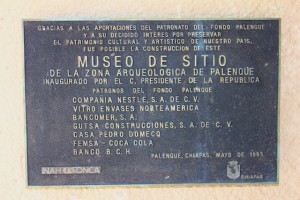 GRACIAS A LAS APORTACIONES DEL PATRONATO DEL FONDO PALENQUE
Y A SU DECIDIDO INTERES POR PRESERVAR
EL PATRIMONIO CULTURAL Y ARTISTICO DE NUESTRO PAIS,
FUE POSIBLE LA CONSTRUCCION DE ESTE
MUSEO DE SITIO
DE LA ZONA ARQUEOLOGICA DE PALENQUE
INAUGURADO POR EL C. PRESIDENTE DE LA REPUBLICA
PATRONOS DEL FONDO PALENQUE
COMPAÑIA NESTLE, S.A. DE C.V.
VITRO ENVASES NORTEAMERICA
BANCOMER, S.A.
GUTSA CONSTRUCCIONES, S.A. DE C.V.
CASA PEDRO DOMECQ
FEMSA - COCA COLA
BANCO B.C.H.
PALENQUE, CHIAPAS, MAYO DE 1993
CHIAPAS